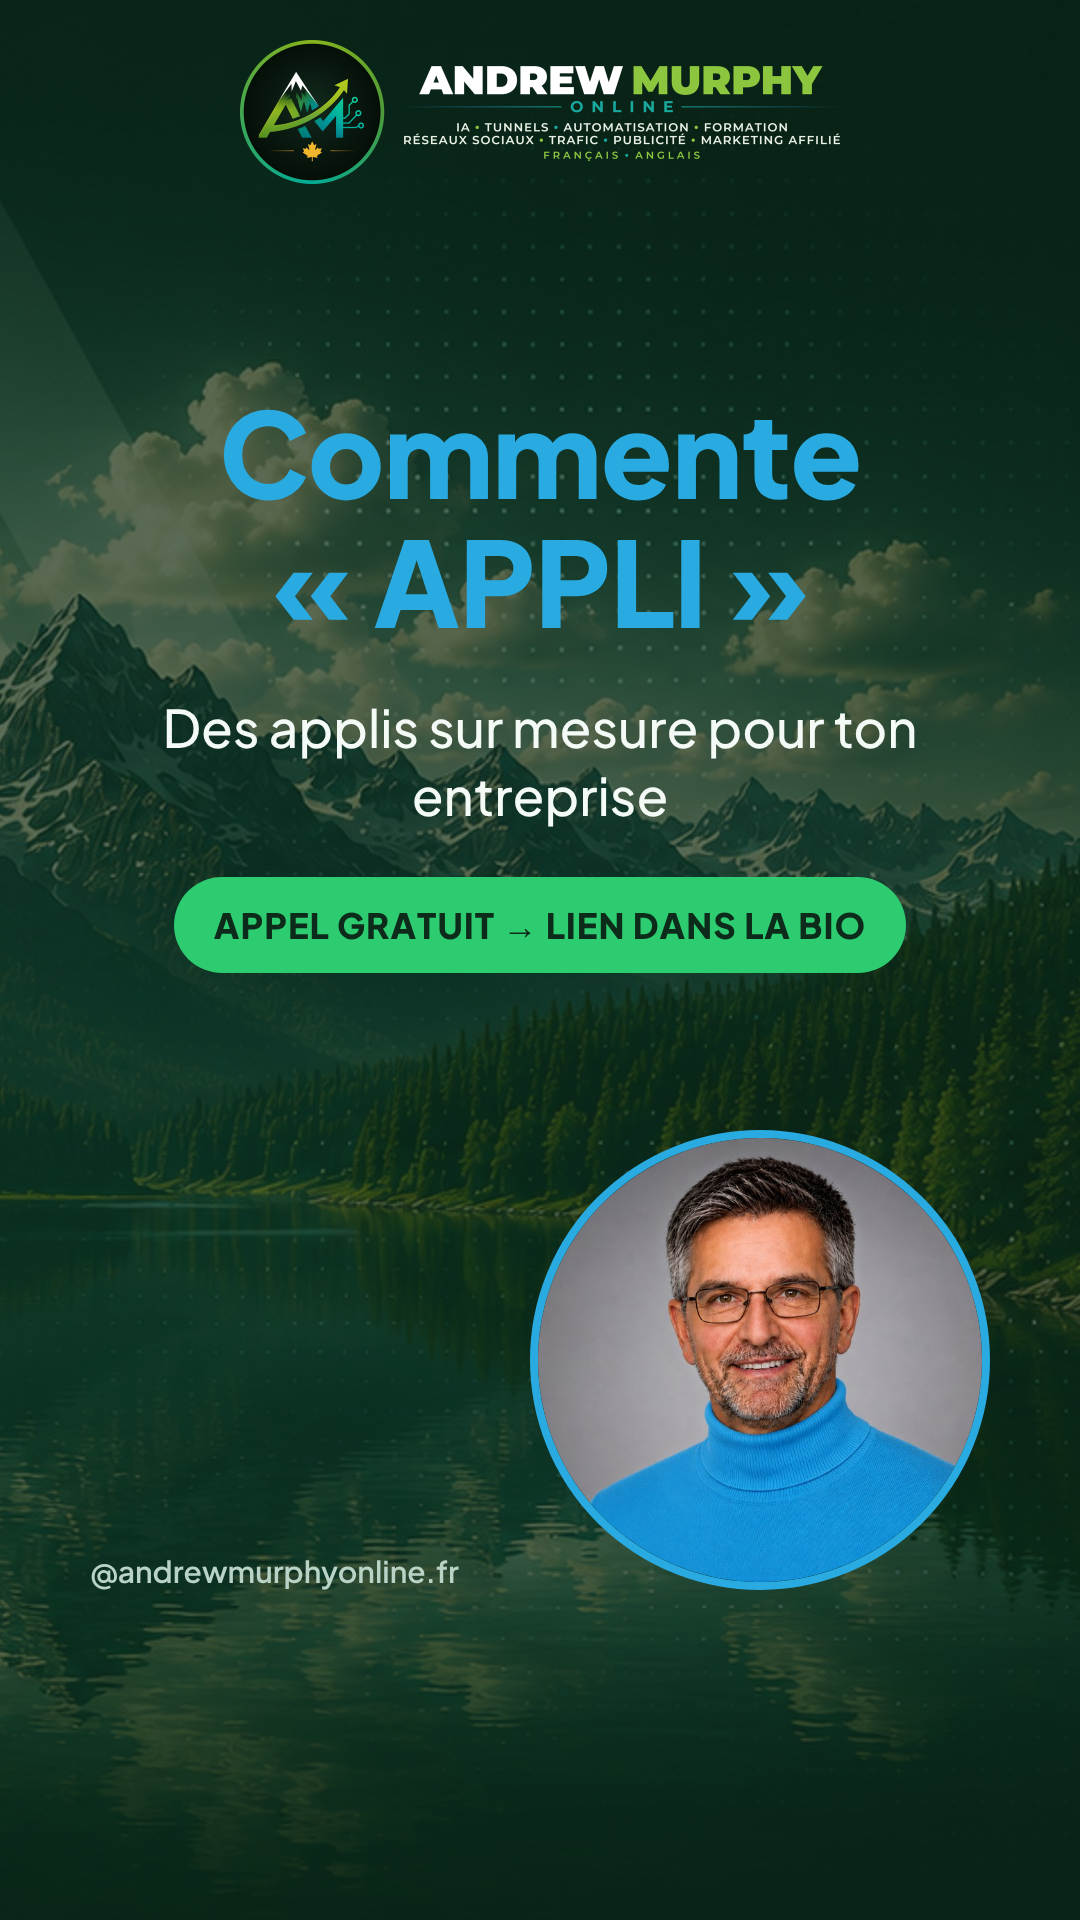 AM
ANDREW MURPHY
ONLINE
IA • TUNNELS • AUTOMATISATION • FORMATION
RÉSEAUX SOCIAUX • TRAFIC • PUBLICITÉ • MARKETING AFFILIÉ
FRANÇAIS • ANGLAIS
Commente
« APPLI »
Des applis sur mesure pour ton
entreprise
APPEL GRATUIT → LIEN DANS LA BIO
@andrewmurphyonline.fr